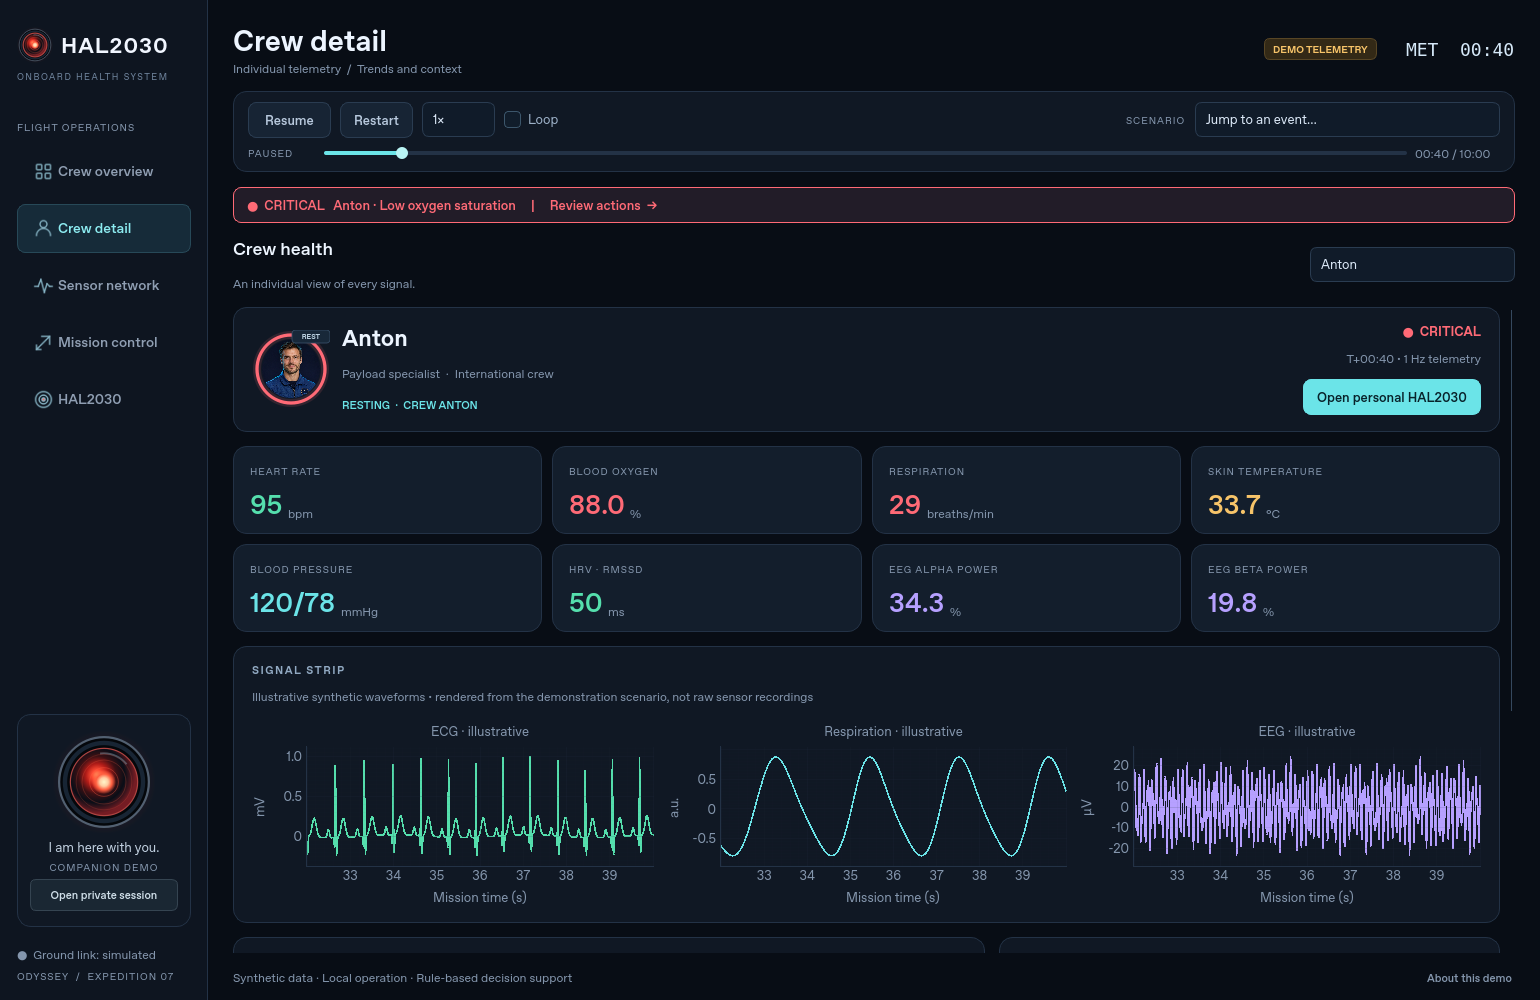 HAL2030
ONBOARD HEALTH SYSTEM
FLIGHT OPERATIONS
Crew overview
Crew detail
Sensor network
Mission control
HAL2030
I am here with you.
COMPANION DEMO
Open private session
Ground link: simulated
ODYSSEY / EXPEDITION 07
Crew detail
Individual telemetry / Trends and context
DEMO TELEMETRY
MET 00:40
Resume
Restart
1×
Loop
SCENARIO
Jump to an event...
PAUSED
00:40 / 10:00
CRITICAL Anton · Low oxygen saturation | Review actions →
Crew health
An individual view of every signal.
Anton
REST
Anton
Payload specialist · International crew
RESTING · CREW ANTON
CRITICAL
T+00:40 • 1 Hz telemetry
Open personal HAL2030
HEART RATE
95 bpm
BLOOD OXYGEN
88.0 %
RESPIRATION
29 breaths/min
SKIN TEMPERATURE
33.7 °C
BLOOD PRESSURE
120/78 mmHg
HRV · RMSSD
50 ms
EEG ALPHA POWER
34.3 %
EEG BETA POWER
19.8 %
SIGNAL STRIP
Illustrative synthetic waveforms • rendered from the demonstration scenario, not raw sensor recordings
ECG · illustrative
mV
1.0
0.5
0
33 34 35 36 37 38 39
Mission time (s)
Respiration · illustrative
a.u.
0.5
0
-0.5
33 34 35 36 37 38 39
Mission time (s)
EEG · illustrative
µV
20
10
0
-10
-20
33 34 35 36 37 38 39
Mission time (s)
Synthetic data · Local operation · Rule-based decision support
About this demo